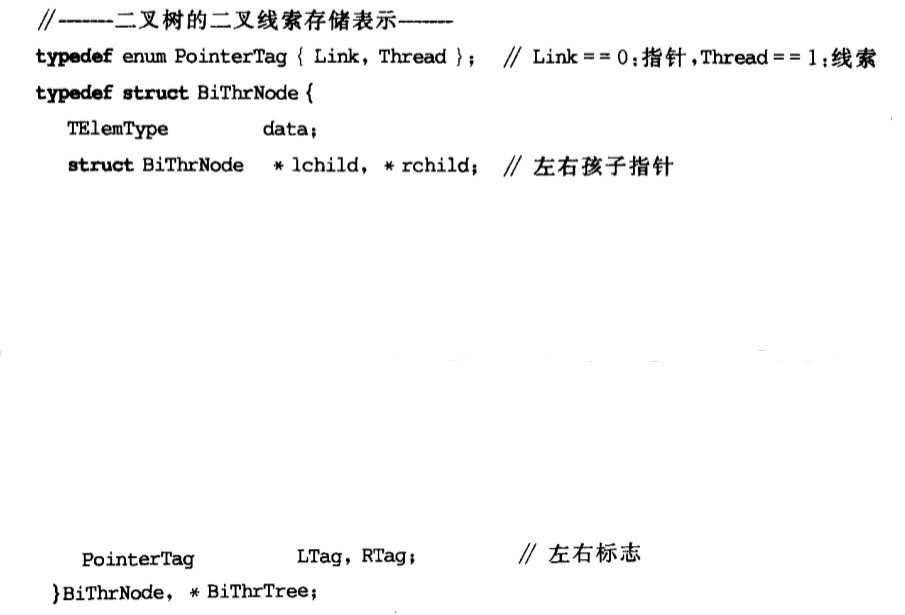 //------二叉树的二叉线索存储表示------
typedef enum PointerTag { Link, Thread };  // Link == 0:指针,Thread == 1:线索
typedef struct BiThrNode {
TElemType data;
struct BiThrNode * lchild, * rchild; // 左右孩子指针
PointerTag LTag, RTag; // 左右标志
}BiThrNode, * BiThrTree;